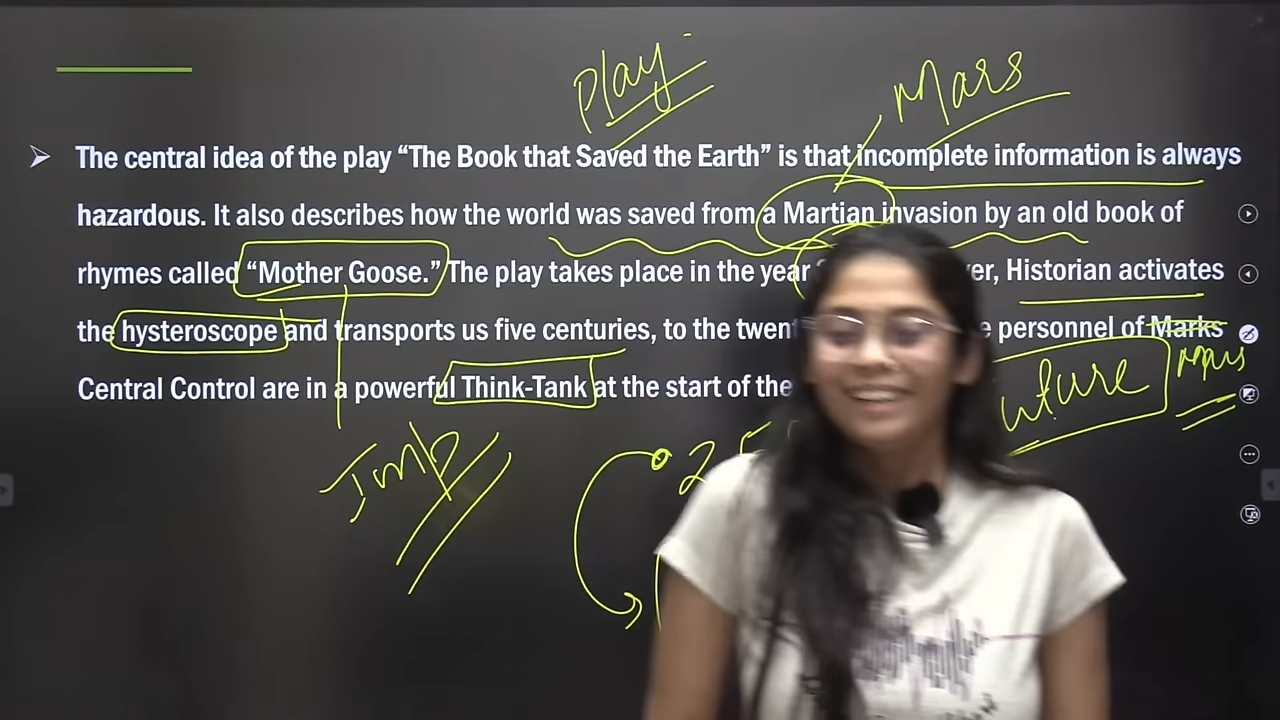 Play
Mars
The central idea of the play “The Book that Saved the Earth” is that incomplete information is always
hazardous. It also describes how the world was saved from a Martian invasion by an old book of
rhymes called “Mother Goose.” The play takes place in the year er, Historian activates
the hysteroscope and transports us five centuries, to the twent e personnel of Marks
Mars
Central Control are in a powerful Think-Tank at the start of the
uture
Imp
25